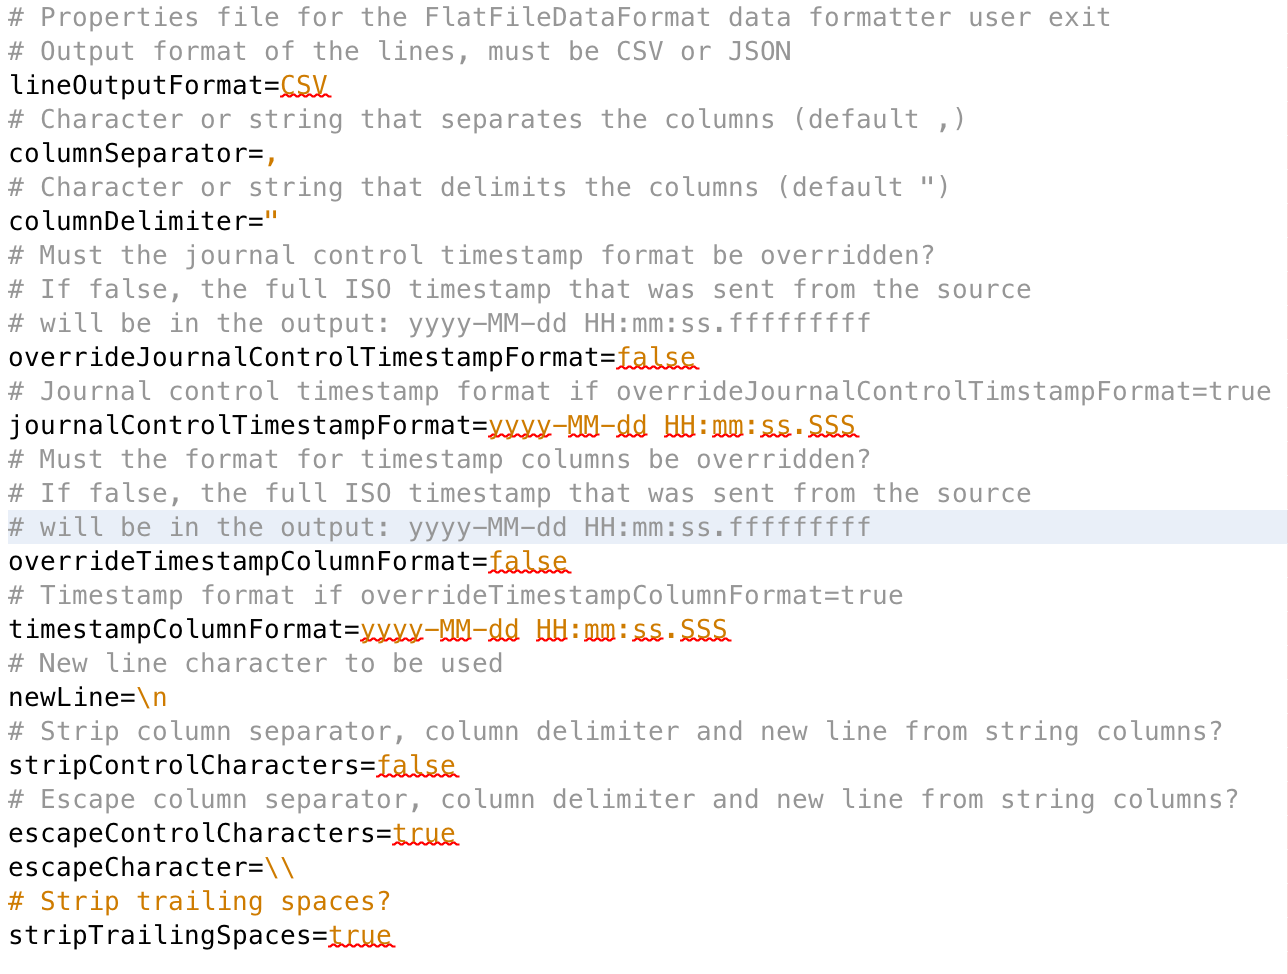 # Properties file for the FlatFileDataFormat data formatter user exit
# Output format of the lines, must be CSV or JSON
lineOutputFormat=CSV
# Character or string that separates the columns (default ,)
columnSeparator=,
# Character or string that delimits the columns (default ")
columnDelimiter="
# Must the journal control timestamp format be overridden?
# If false, the full ISO timestamp that was sent from the source
# will be in the output: yyyy-MM-dd HH:mm:ss.fffffffff
overrideJournalControlTimestampFormat=false
# Journal control timestamp format if overrideJournalControlTimstampFormat=true
journalControlTimestampFormat=yyyy-MM-dd HH:mm:ss.SSS
# Must the format for timestamp columns be overridden?
# If false, the full ISO timestamp that was sent from the source
# will be in the output: yyyy-MM-dd HH:mm:ss.fffffffff
overrideTimestampColumnFormat=false
# Timestamp format if overrideTimestampColumnFormat=true
timestampColumnFormat=yyyy-MM-dd HH:mm:ss.SSS
# New line character to be used
newLine=\n
# Strip column separator, column delimiter and new line from string columns?
stripControlCharacters=false
# Escape column separator, column delimiter and new line from string columns?
escapeControlCharacters=true
escapeCharacter=\\
# Strip trailing spaces?
stripTrailingSpaces=true